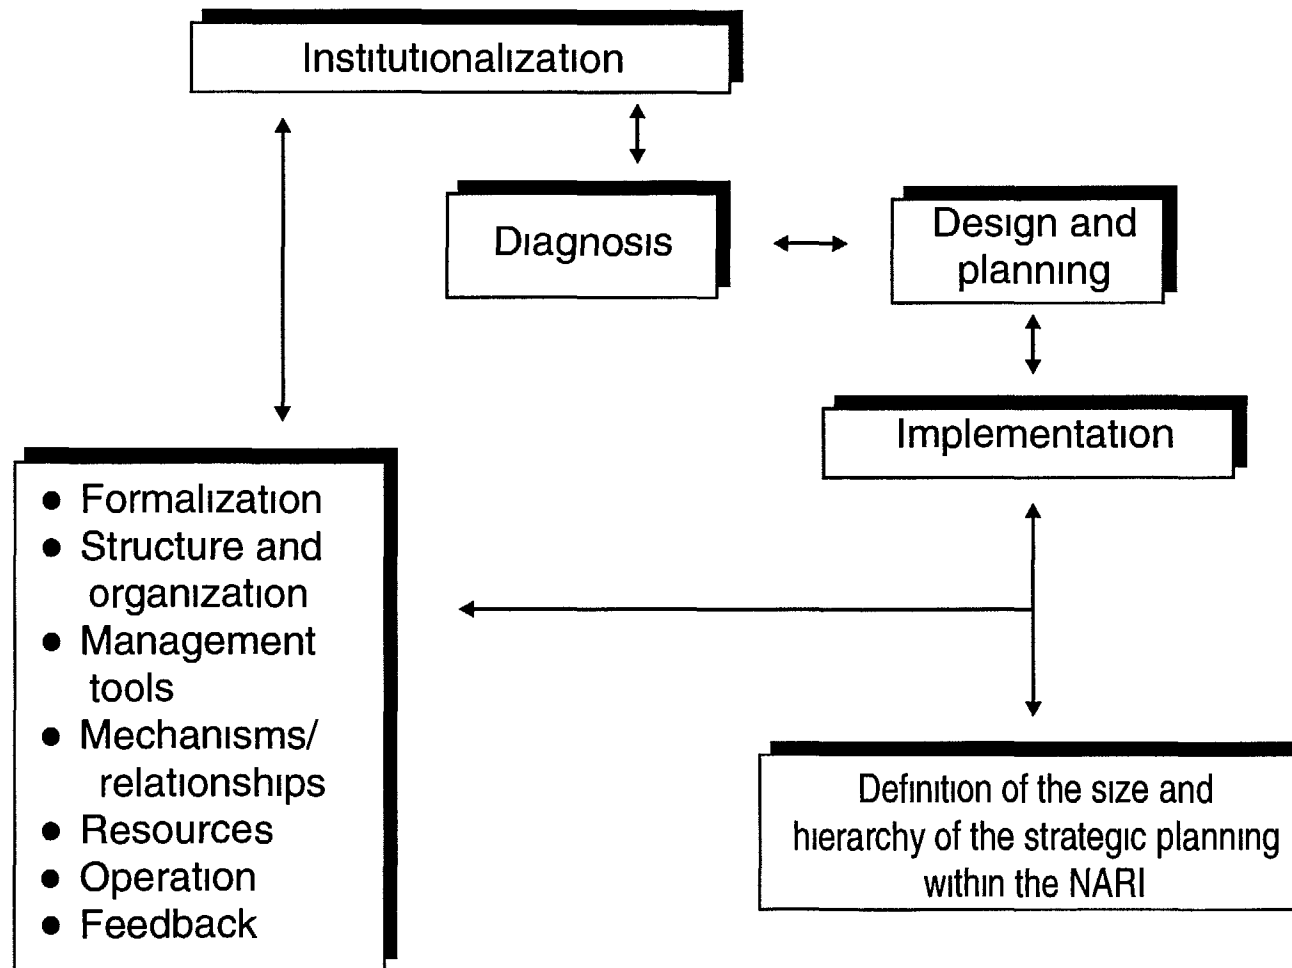 Institutionalization
Diagnosis
Design and
planning
Implementation
● Formalization
● Structure and
organization
● Management
tools
● Mechanisms/
relationships
● Resources
● Operation
● Feedback
Definition of the size and
hierarchy of the strategic planning
within the NARI